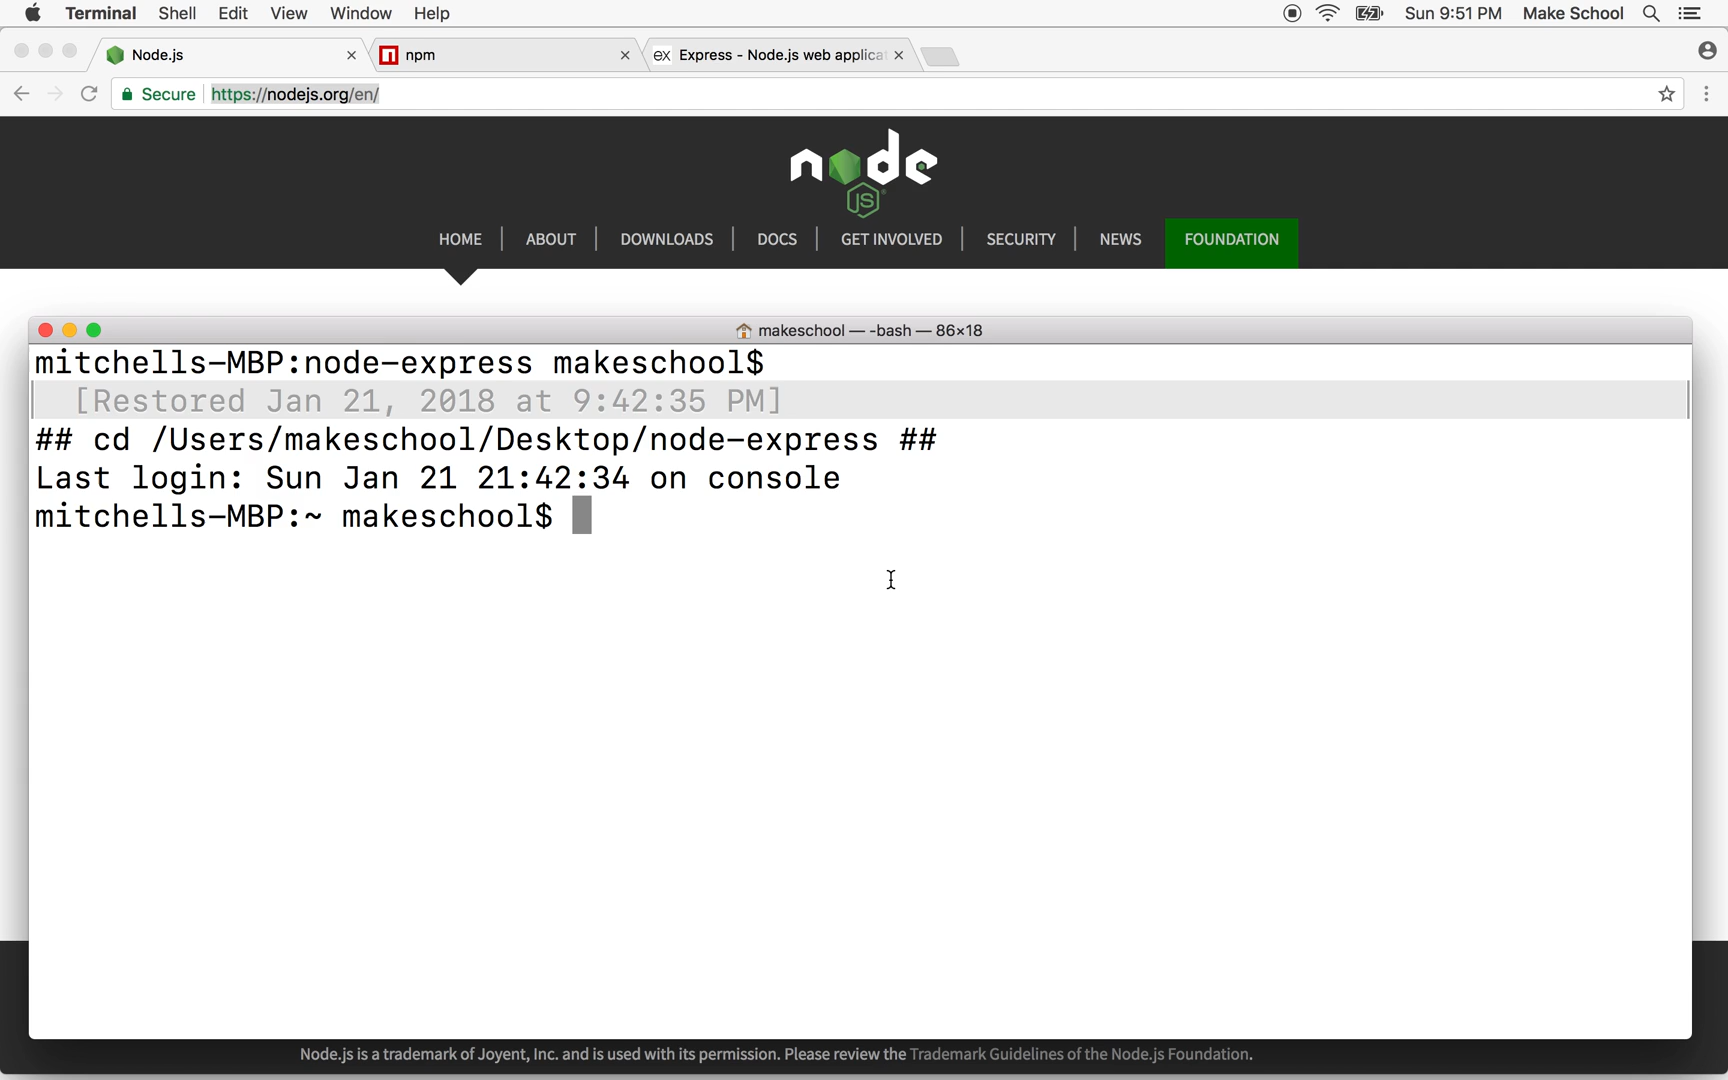 Terminal Shell Edit View Window Help Sun 9:51 PM Make School
Node.js npm ex Express - Node.js web applicat
Secure https://nodejs.org/en/
node
JS
HOME ABOUT DOWNLOADS DOCS GET INVOLVED SECURITY NEWS FOUNDATION
makeschool — -bash — 86×18
mitchells-MBP:node-express makeschool$
[Restored Jan 21, 2018 at 9:42:35 PM]
## cd /Users/makeschool/Desktop/node-express ##
Last login: Sun Jan 21 21:42:34 on console
mitchells-MBP:~ makeschool$
Node.js is a trademark of Joyent, Inc. and is used with its permission. Please review the Trademark Guidelines of the Node.js Foundation.